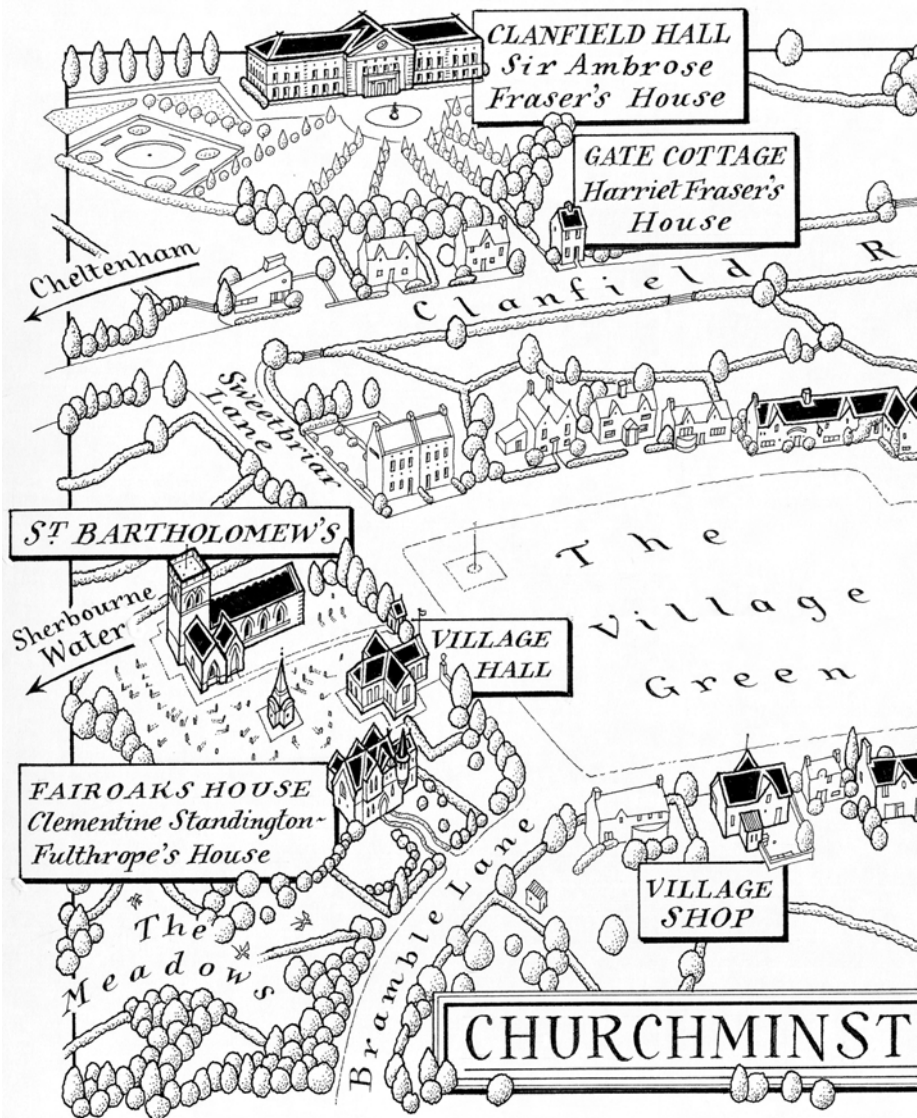 CLANFIELD HALL
Sir Ambrose
Fraser's House
GATE COTTAGE
Harriet Fraser's
House
Cheltenham
Clanfield R
Sweetbriar
Lane
ST BARTHOLOMEW'S
The
Village
Green
Sherbourne
Water
VILLAGE
HALL
FAIROAKS HOUSE
Clementine Standington-
Fulthrope's House
VILLAGE
SHOP
The
Meadows
Bramble Lane
CHURCHMINST